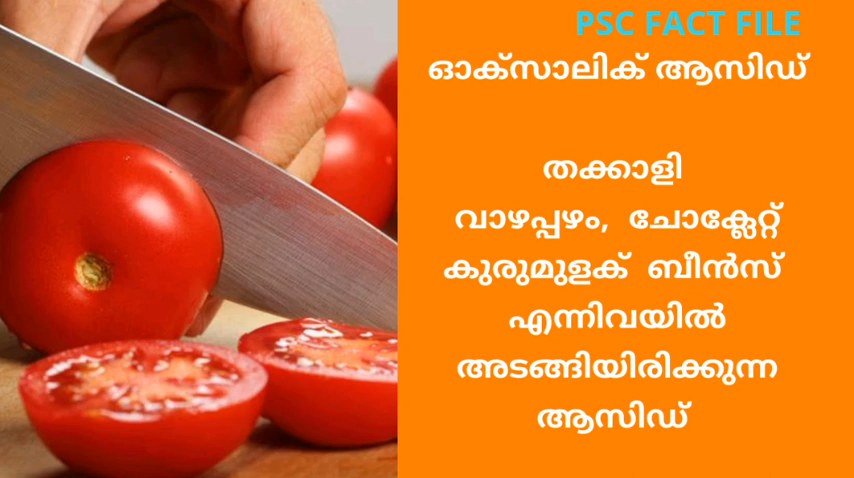 PSC FACT FILE
ഓക്സാലിക് ആസിഡ്
തക്കാളി
വാഴപ്പഴം, ചോക്ലേറ്റ്
കുരുമുളക് ബീൻസ്
എന്നിവയിൽ
അടങ്ങിയിരിക്കുന്ന
ആസിഡ്